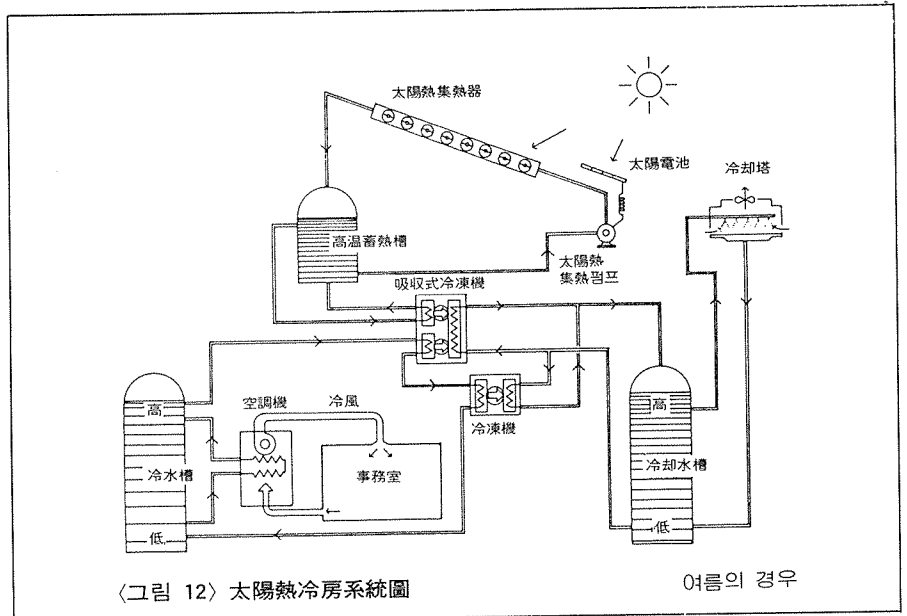 太陽熱集熱器
太陽電池
冷却塔
高温蓄熱槽
太陽熱
集熱펌프
吸収式冷凍機
高
空調機
冷風
冷凍機
高
冷水槽
事務室
冷却水槽
低
低
〈그림 12〉 太陽熱冷房系統圖
여름의 경우